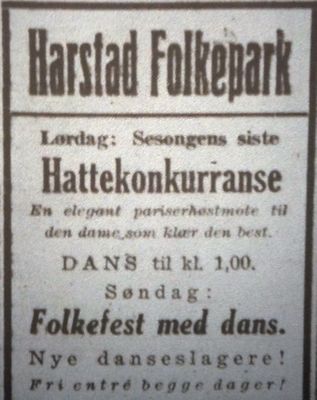 Harstad Folkepark
Lørdag: Sesongens siste
Hattekonkurranse
En elegant pariserhøstmote til
den dame som klær den best.
DANS til kl. 1,00.
Søndag:
Folkefest med dans.
Nye danseslagere!
Fri entré begge dager!